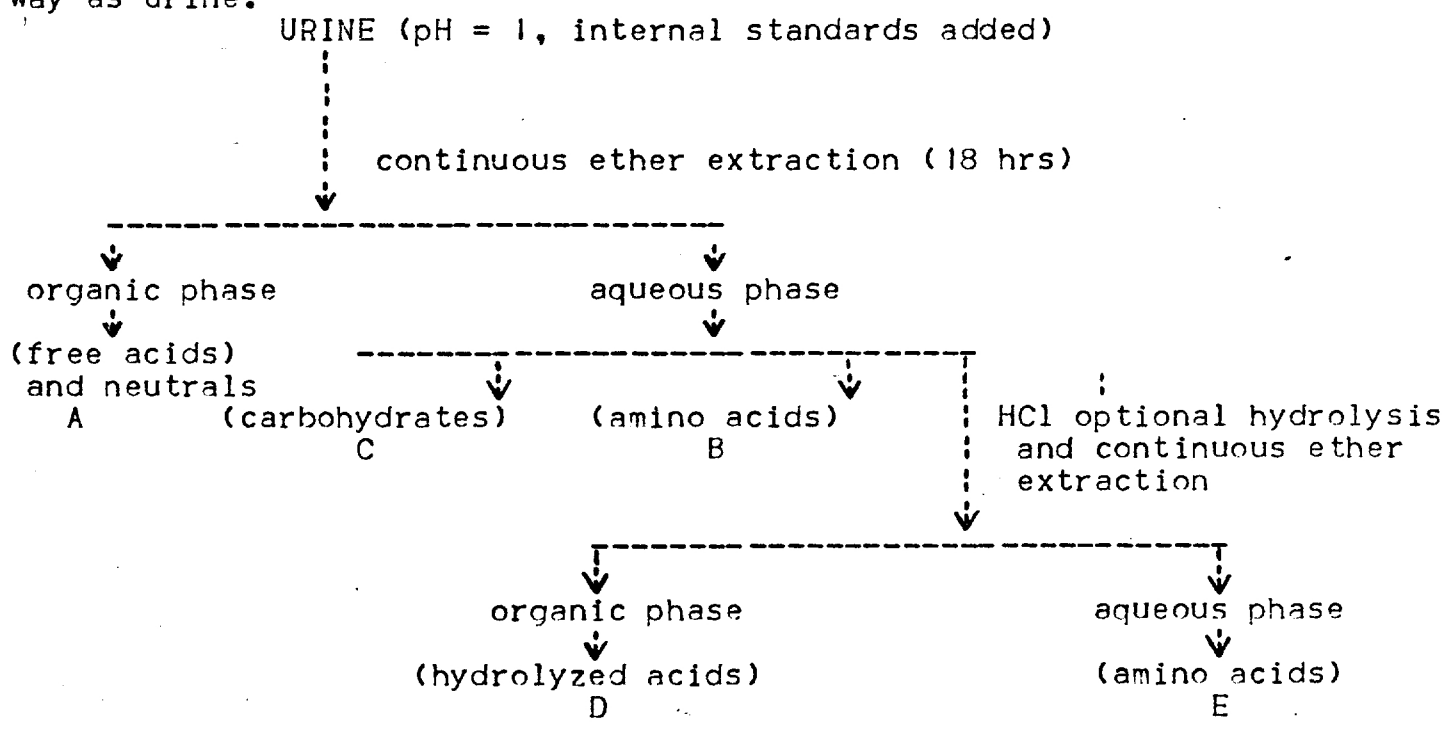 way as urine.
URINE (pH = 1, internal standards added)
continuous ether extraction (18 hrs)
organic phase aqueous phase
(free acids)
and neutrals
A
(carbohydrates)
C
(amino acids)
B
HCl optional hydrolysis
and continuous ether
extraction
organic phase aqueous phase
(hydrolyzed acids) (amino acids)
D E